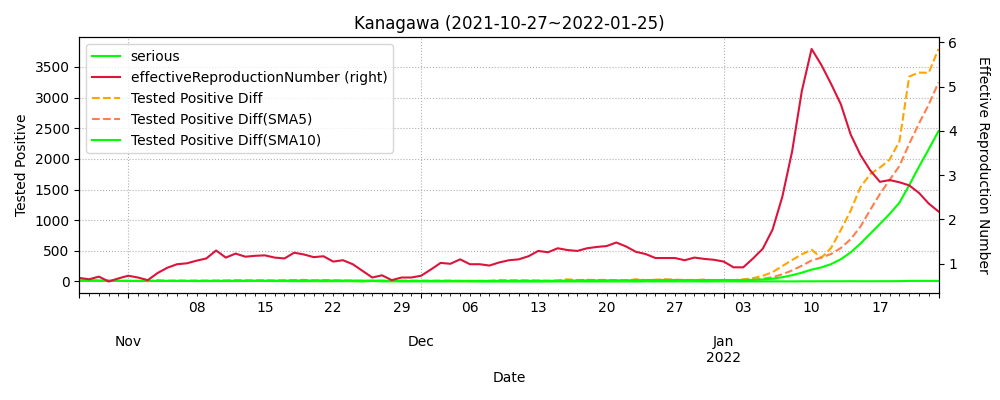 Kanagawa (2021-10-27~2022-01-25)
serious
effectiveReproductionNumber (right)
Tested Positive Diff
Tested Positive Diff(SMA5)
Tested Positive Diff(SMA10)
Tested Positive
3500
3000
2500
2000
1500
1000
500
0
6
5
4
3
2
1
Effective Reproduction Number
08 15 22 29 06 13 20 27 03 10 17
Nov Dec Jan
2022
Date